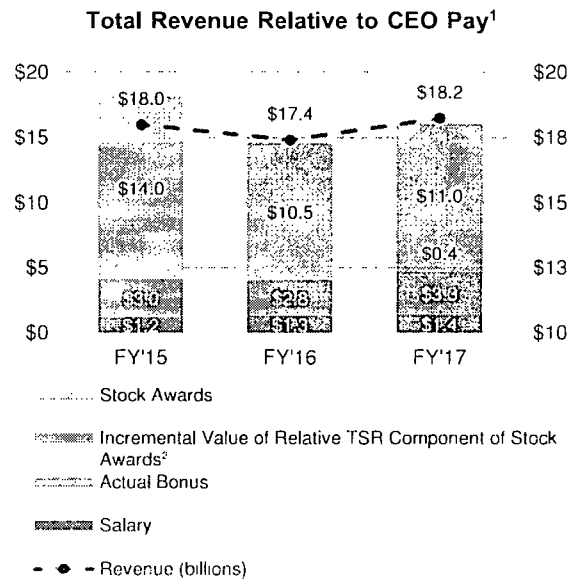 Total Revenue Relative to CEO Pay¹
$20
$20
$18.0
$17.4
$18.2
$15
$18
$14.0
$10.5
$11.0
$10
$15
$0.4
$5
$13
$3.0
$2.8
$3.9
$1.2
$1.3
$1.4
$0
$10
FY'15
FY'16
FY'17
Stock Awards
Incremental Value of Relative TSR Component of Stock
Awards²
Actual Bonus
Salary
Revenue (billions)